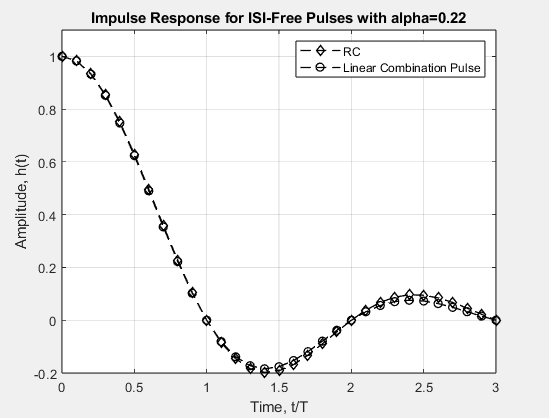 Impulse Response for ISI-Free Pulses with alpha=0.22
RC
Linear Combination Pulse
Amplitude, h(t)
1
0.8
0.6
0.4
0.2
0
-0.2
0 0.5 1 1.5 2 2.5 3
Time, t/T